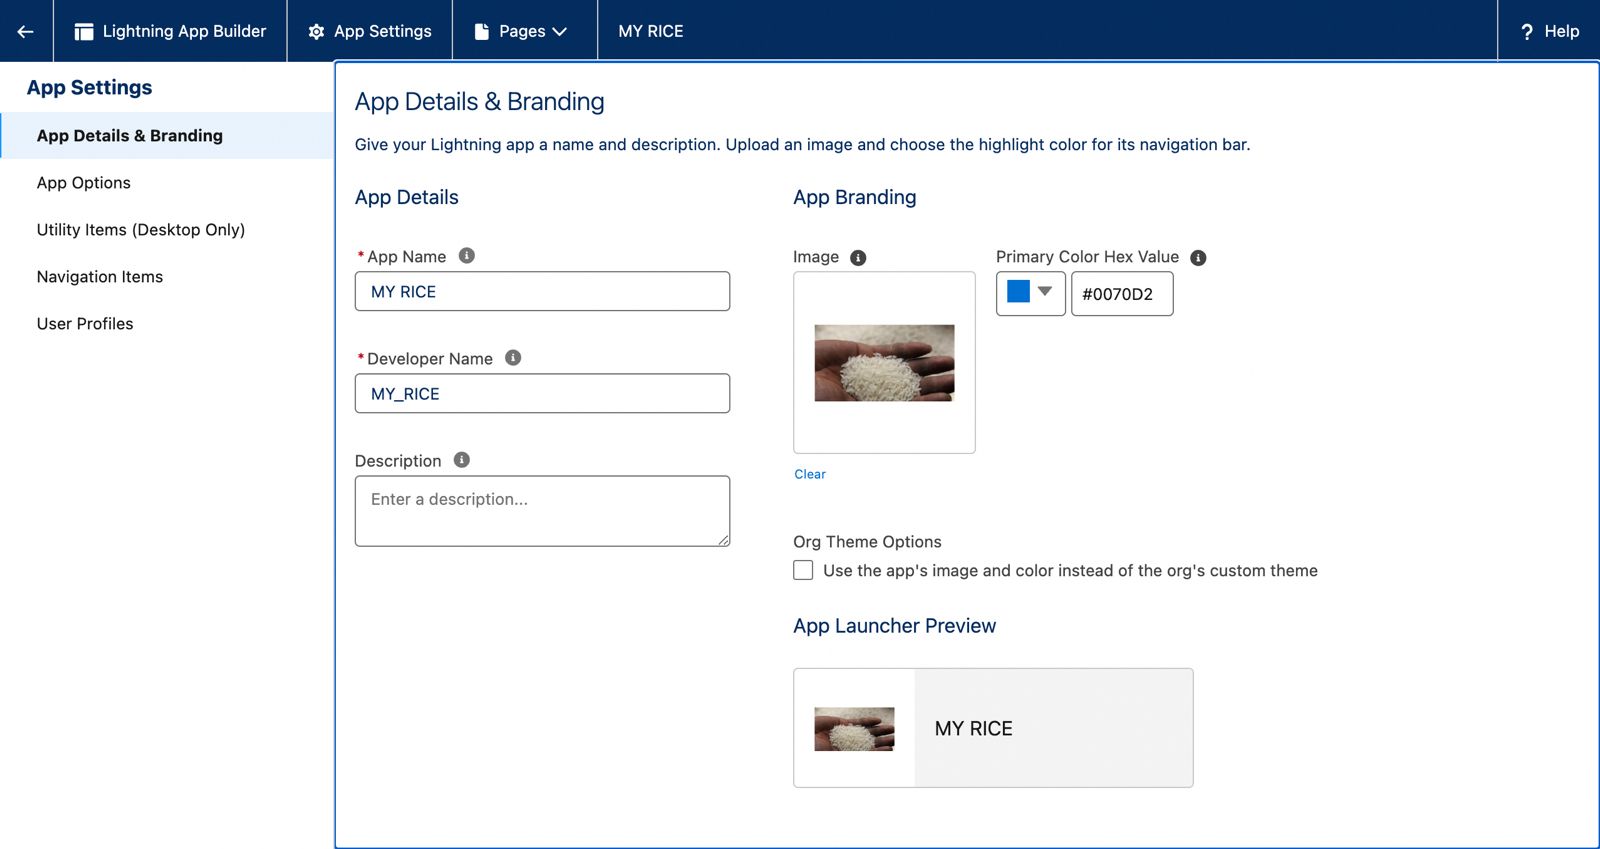 Lightning App Builder
App Settings
Pages
MY RICE
? Help
App Settings
App Details & Branding
App Options
Utility Items (Desktop Only)
Navigation Items
User Profiles
App Details & Branding
Give your Lightning app a name and description. Upload an image and choose the highlight color for its navigation bar.
App Details
*App Name
MY RICE
*Developer Name
MY_RICE
Description
Enter a description...
App Branding
Image
Clear
Primary Color Hex Value
#0070D2
Org Theme Options
Use the app's image and color instead of the org's custom theme
App Launcher Preview
MY RICE